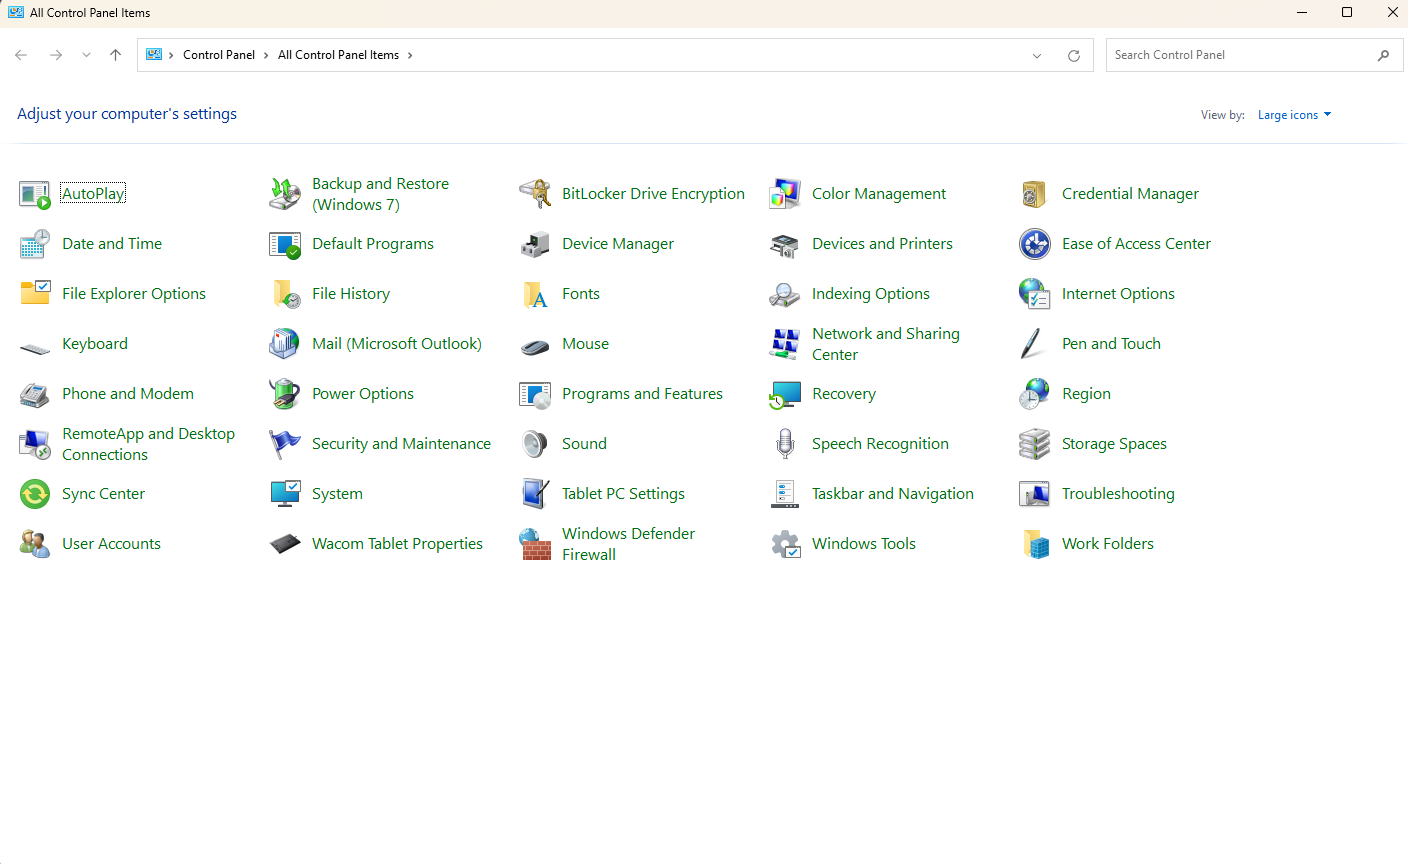 All Control Panel Items
Control Panel
All Control Panel Items
Search Control Panel
Adjust your computer's settings
View by: Large icons
AutoPlay
Backup and Restore
(Windows 7)
BitLocker Drive Encryption
Color Management
Credential Manager
Date and Time
Default Programs
Device Manager
Devices and Printers
Ease of Access Center
File Explorer Options
File History
Fonts
Indexing Options
Internet Options
Keyboard
Mail (Microsoft Outlook)
Mouse
Network and Sharing
Center
Pen and Touch
Phone and Modem
Power Options
Programs and Features
Recovery
Region
RemoteApp and Desktop
Connections
Security and Maintenance
Sound
Speech Recognition
Storage Spaces
Sync Center
System
Tablet PC Settings
Taskbar and Navigation
Troubleshooting
User Accounts
Wacom Tablet Properties
Windows Defender
Firewall
Windows Tools
Work Folders